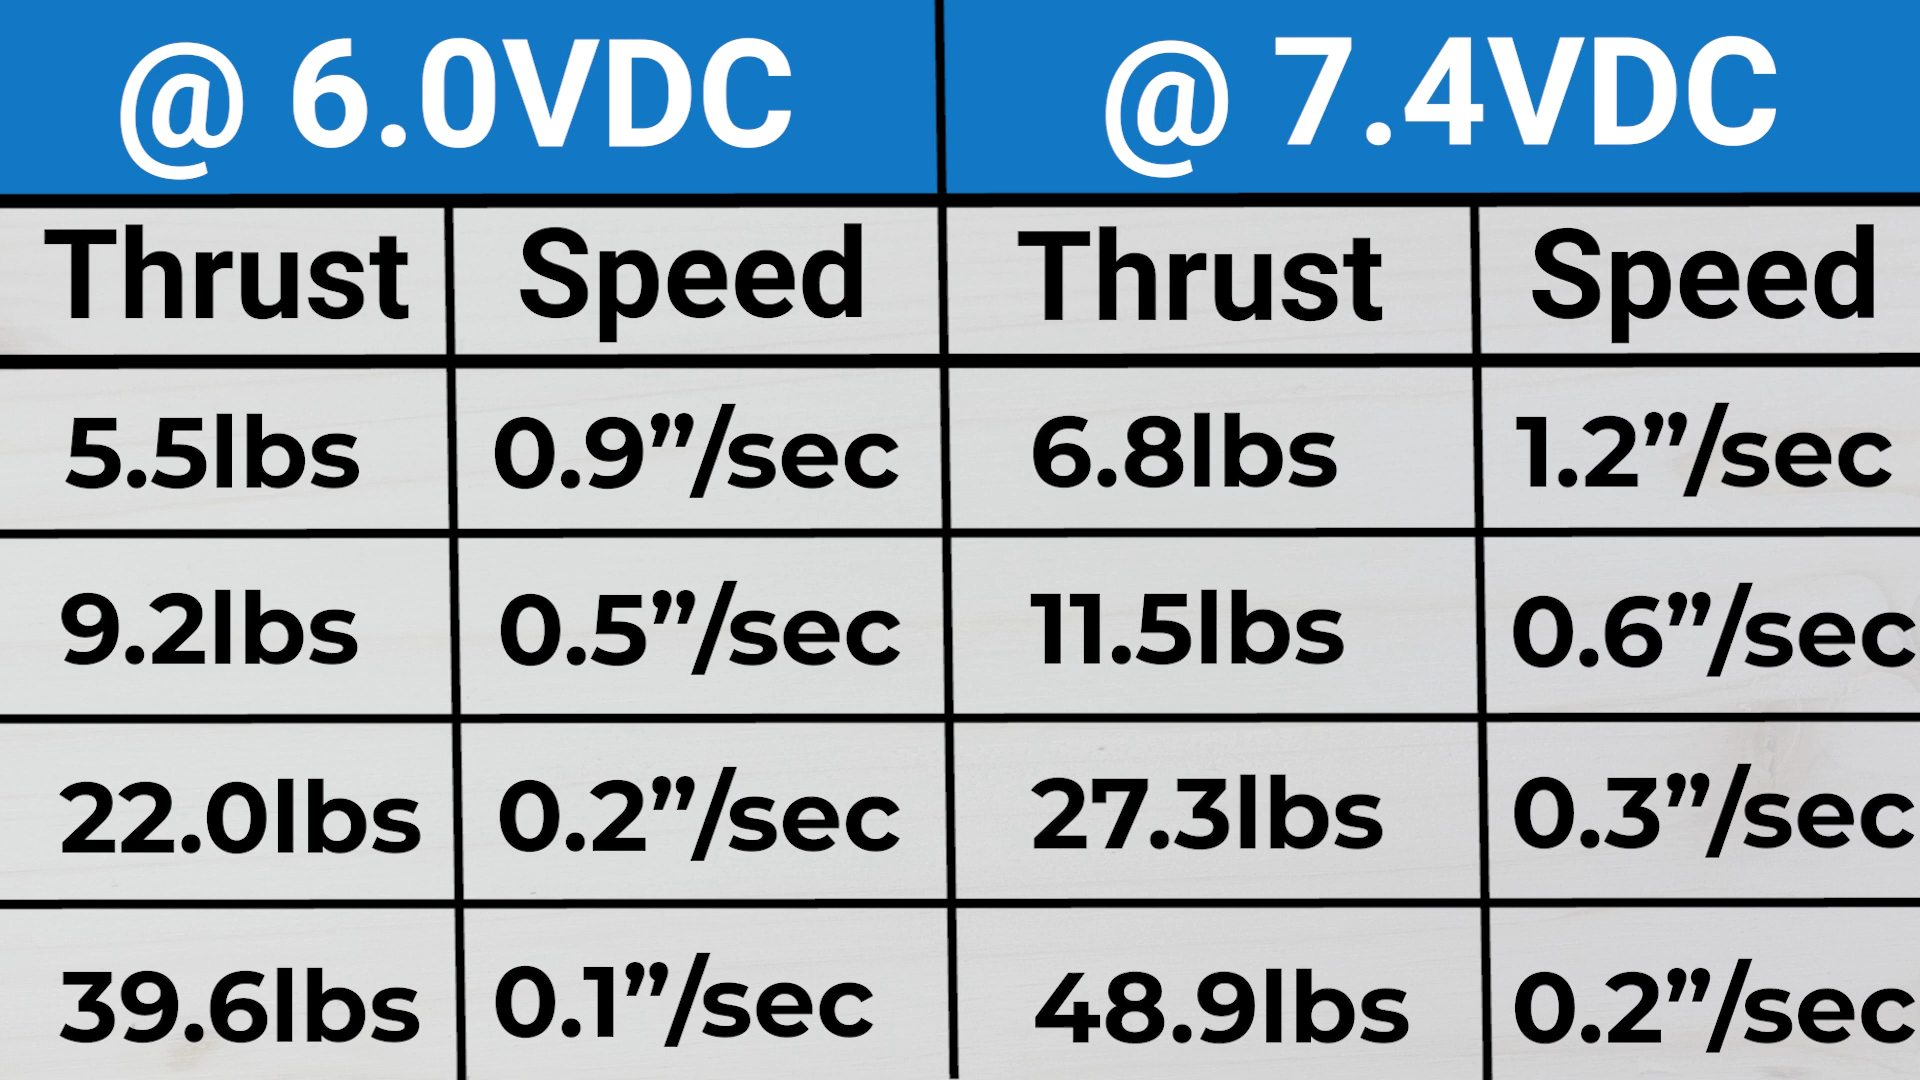 @ 6.0VDC @ 7.4VDC
Thrust Speed Thrust Speed
5.5lbs 0.9”/sec 6.8lbs 1.2”/sec
9.2lbs 0.5”/sec 11.5lbs 0.6”/sec
22.0lbs 0.2”/sec 27.3lbs 0.3”/sec
39.6lbs 0.1”/sec 48.9lbs 0.2”/sec